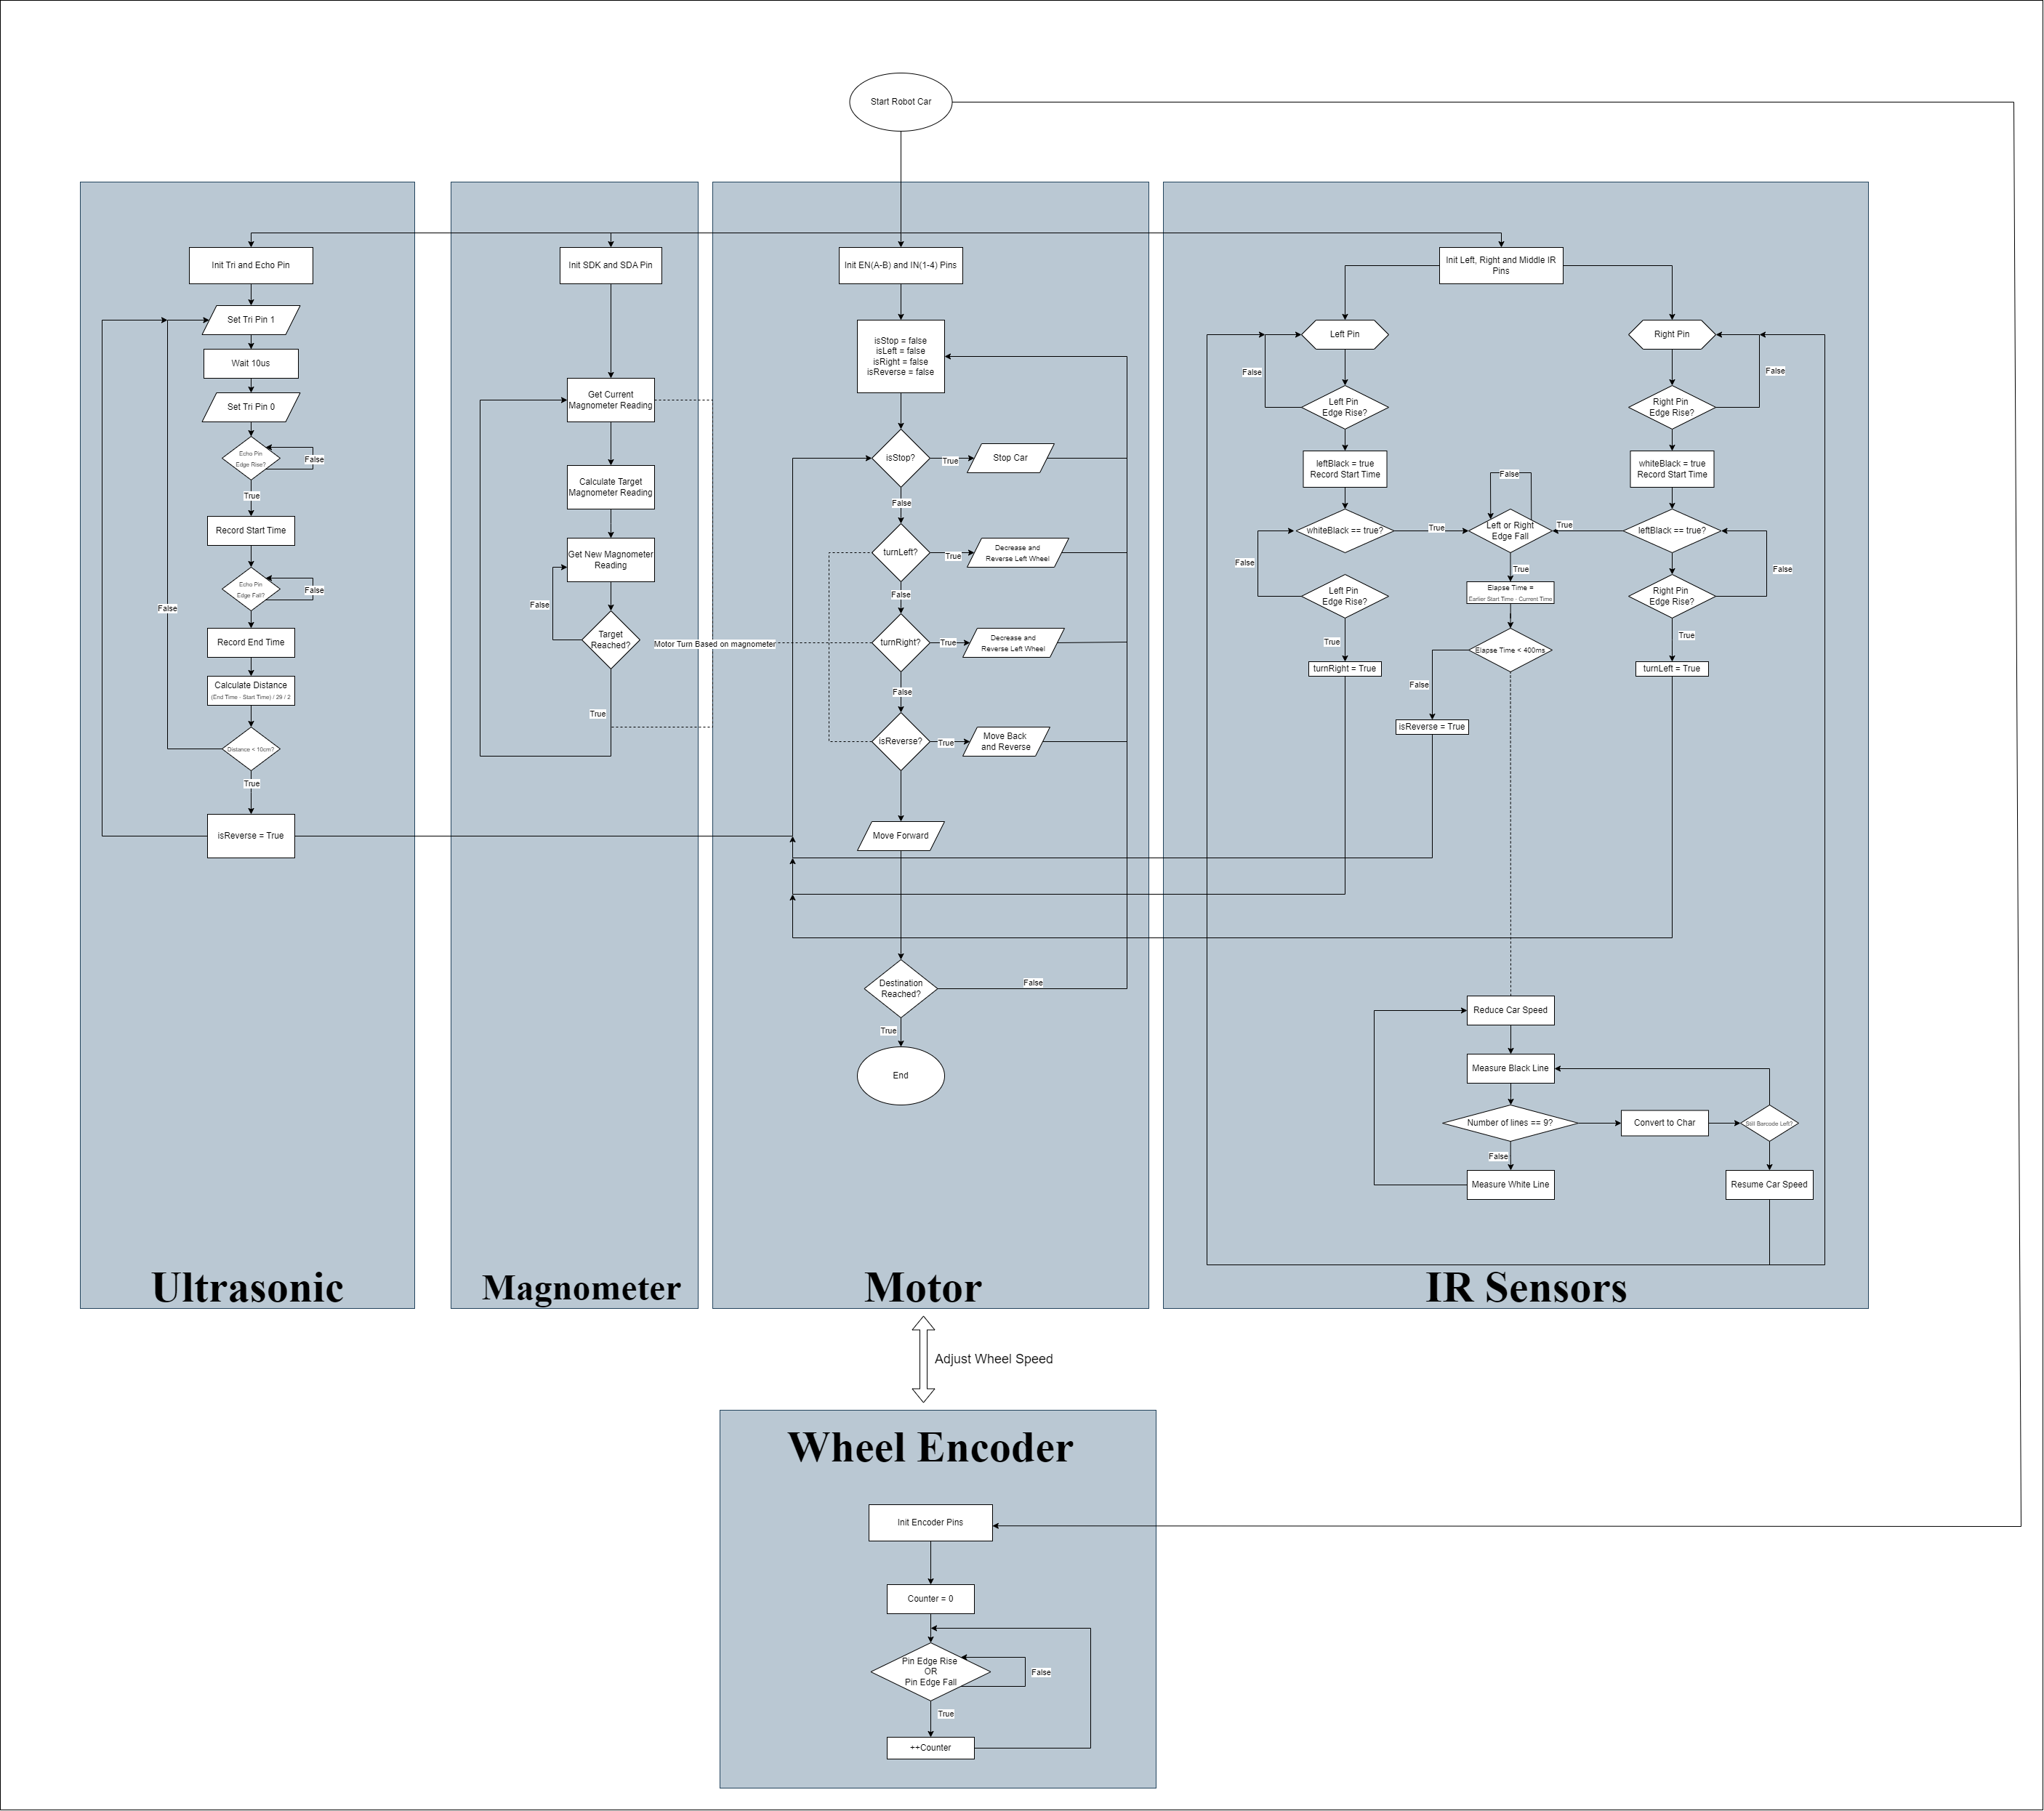 Start Robot Car
Init Tri and Echo Pin
Set Tri Pin 1
Wait 10us
Set Tri Pin 0
Echo Pin
Edge Rise?
False
True
Record Start Time
Echo Pin
Edge Fall?
False
False
Record End Time
Calculate Distance
(End Time - Start Time) / 29 / 2
Distance < 10cm?
True
isReverse = True
Ultrasonic
Init SDK and SDA Pin
Get Current
Magnometer Reading
Calculate Target
Magnometer Reading
Get New Magnometer
Reading
False
Target
Reached?
True
Motor Turn Based on magnometer
Magnometer
Init EN(A-B) and IN(1-4) Pins
isStop = false
isLeft = false
isRight = false
isReverse = false
isStop?
True
Stop Car
False
turnLeft?
True
Decrease and
Reverse Left Wheel
False
turnRight?
True
Decrease and
Reverse Left Wheel
False
isReverse?
True
Move Back
and Reverse
Move Forward
Destination
Reached?
False
True
End
Motor
Init Left, Right and Middle IR
Pins
Left Pin
False
Left Pin
Edge Rise?
leftBlack = true
Record Start Time
whiteBlack == true?
True
False
Left Pin
Edge Rise?
True
turnRight = True
False
Left or Right
Edge Fall
True
True
Elapse Time =
Earlier Start Time - Current Time
Elapse Time < 400ms
False
isReverse = True
Right Pin
False
Right Pin
Edge Rise?
whiteBlack = true
Record Start Time
leftBlack == true?
False
Right Pin
Edge Rise?
True
turnLeft = True
Reduce Car Speed
Measure Black Line
Number of lines == 9?
Convert to Char
Still Barcode Left?
False
Measure White Line
Resume Car Speed
IR Sensors
Adjust Wheel Speed
Wheel Encoder
Init Encoder Pins
Counter = 0
Pin Edge Rise
OR
Pin Edge Fall
False
True
++Counter